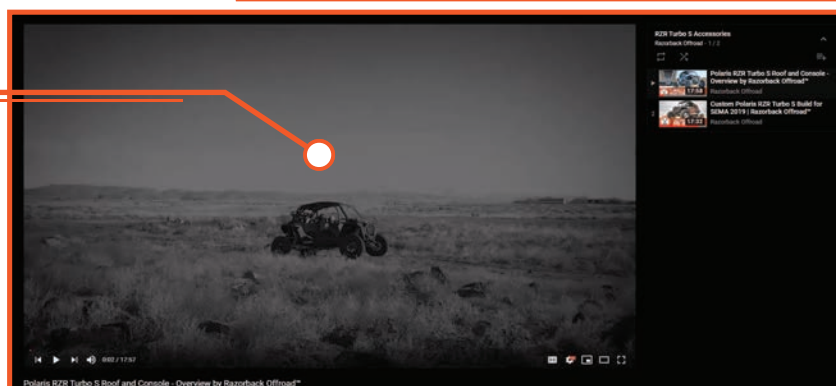 RZR Turbo S Accessories
Razorback Offroad - 1 / 2
Polaris RZR Turbo S Roof and Console -
Overview by Razorback Offroad™
17:58
Razorback Offroad
2
Custom Polaris RZR Turbo S Build for
SEMA 2019 | Razorback Offroad™
17:32
Razorback Offroad
0:02 / 17:57
Polaris RZR Turbo S Roof and Console - Overview by Razorback Offroad™